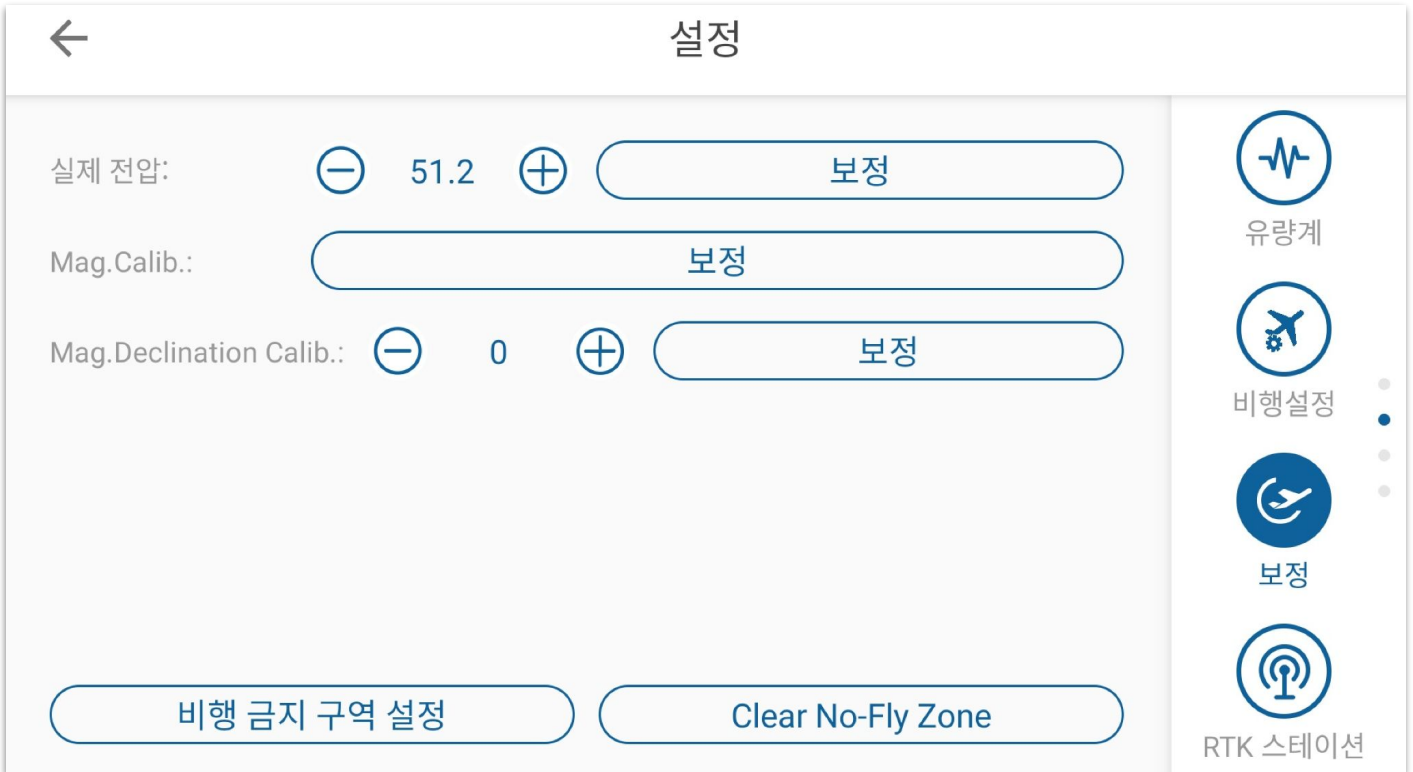 설정
실제 전압: 51.2 보정
Mag.Calib.: 보정
Mag.Declination Calib.: 0 보정
비행 금지 구역 설정 Clear No-Fly Zone
유량계
비행설정
보정
RTK 스테이션